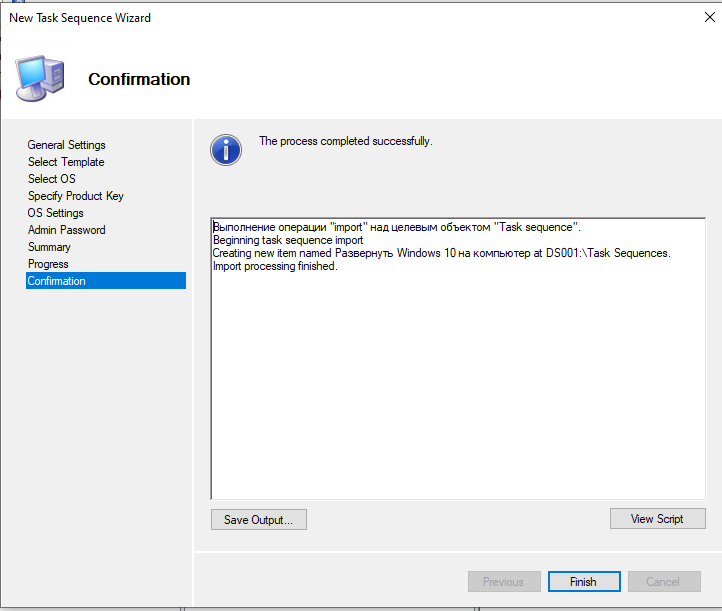 New Task Sequence Wizard
Confirmation
General Settings
Select Template
Select OS
Specify Product Key
OS Settings
Admin Password
Summary
Progress
Confirmation
The process completed successfully.
Выполнение операции "import" над целевым объектом "Task sequence".
Beginning task sequence import
Creating new item named Развернуть Windows 10 на компьютер at DS001:\Task Sequences.
Import processing finished.
Save Output...
View Script
Previous
Finish
Cancel